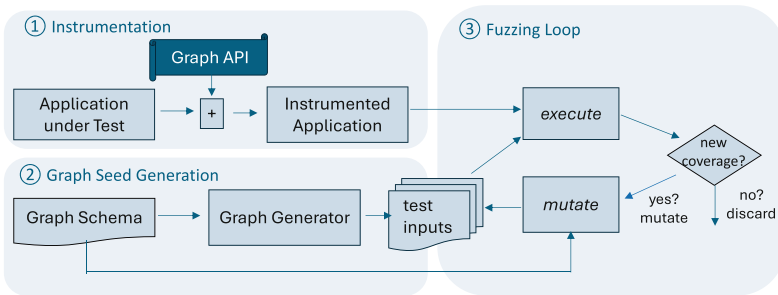 ① Instrumentation
Graph API
Application
under Test
+
Instrumented
Application
② Graph Seed Generation
Graph Schema
Graph Generator
test
inputs
③ Fuzzing Loop
execute
new
coverage?
mutate
yes?
mutate
no?
discard